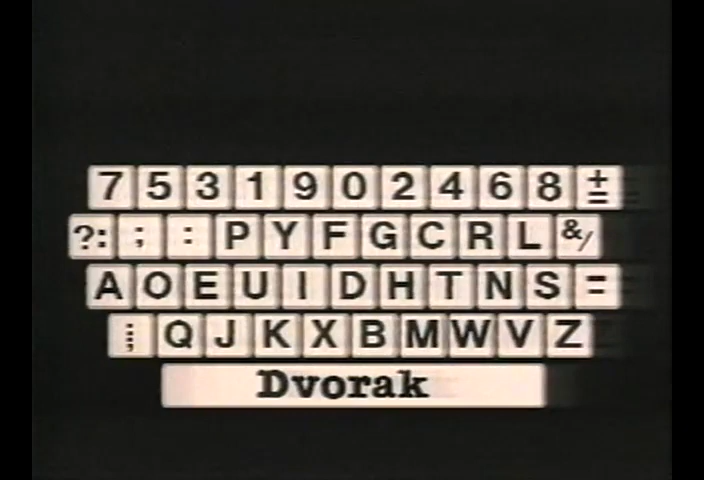 7 5 3 1 9 0 2 4 6 8 ±=
?: ; : P Y F G C R L &/
A O E U I D H T N S =
Q J K X B M W V Z
Dvorak